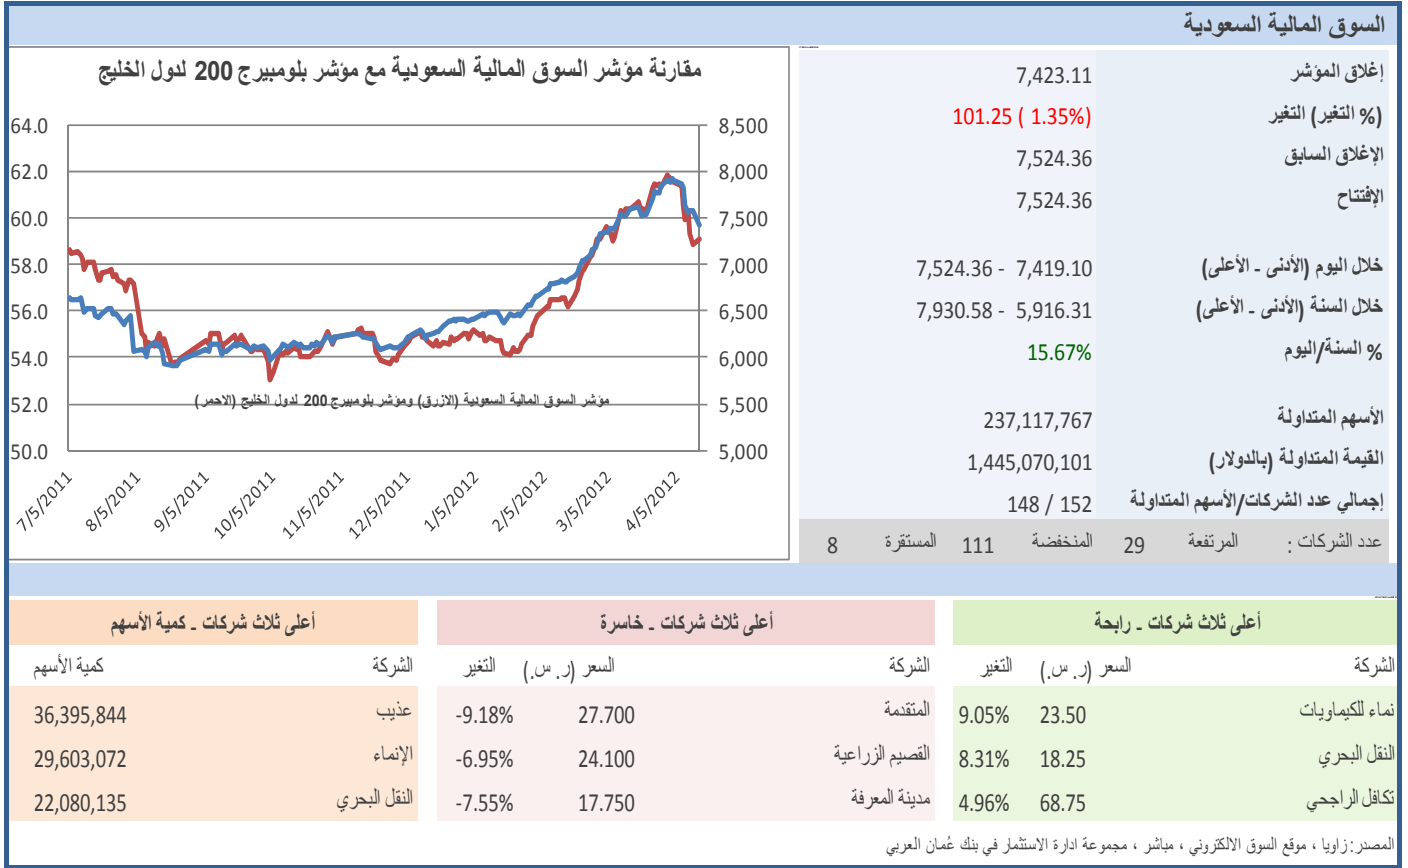 السوق المالية السعودية
إغلاق المؤشر 7,423.11
(% التغير) التغير 101.25 ( 1.35%)
الإغلاق السابق 7,524.36
الإفتتاح 7,524.36
خلال اليوم (الأدنى - الأعلى) 7,419.10 - 7,524.36
خلال السنة (الأدنى - الأعلى) 5,916.31 - 7,930.58
% السنة/اليوم 15.67%
الأسهم المتداولة 237,117,767
القيمة المتداولة (بالدولار) 1,445,070,101
إجمالي عدد الشركات/الأسهم المتداولة 148 / 152
عدد الشركات : المرتفعة 29 المنخفضة 111 المستقرة 8
مقارنة مؤشر السوق المالية السعودية مع مؤشر بلومبيرج 200 لدول الخليج
64.0 8,500
62.0 8,000
60.0 7,500
58.0 7,000
56.0 6,500
54.0 6,000
52.0 5,500
50.0 5,000
مؤشر السوق المالية السعودية (الازرق) ومؤشر بلومبيرج 200 لدول الخليج (الاحمر)
7/5/2011 8/5/2011 9/5/2011 10/5/2011 11/5/2011 12/5/2011 1/5/2012 2/5/2012 3/5/2012 4/5/2012
أعلى ثلاث شركات - رابحة
الشركة السعر (ر. س.) التغير
نماء للكيماويات 23.50 9.05%
النقل البحري 18.25 8.31%
تكافل الراجحي 68.75 4.96%
أعلى ثلاث شركات - خاسرة
الشركة السعر (ر. س.) التغير
المتقدمة 27.700 -9.18%
القصيم الزراعية 24.100 -6.95%
مدينة المعرفة 17.750 -7.55%
أعلى ثلاث شركات - كمية الأسهم
الشركة كمية الأسهم
عذيب 36,395,844
الإنماء 29,603,072
النقل البحري 22,080,135
المصدر: زاويا ، موقع السوق الالكتروني ، مباشر ، مجموعة ادارة الاستثمار في بنك عُمان العربي